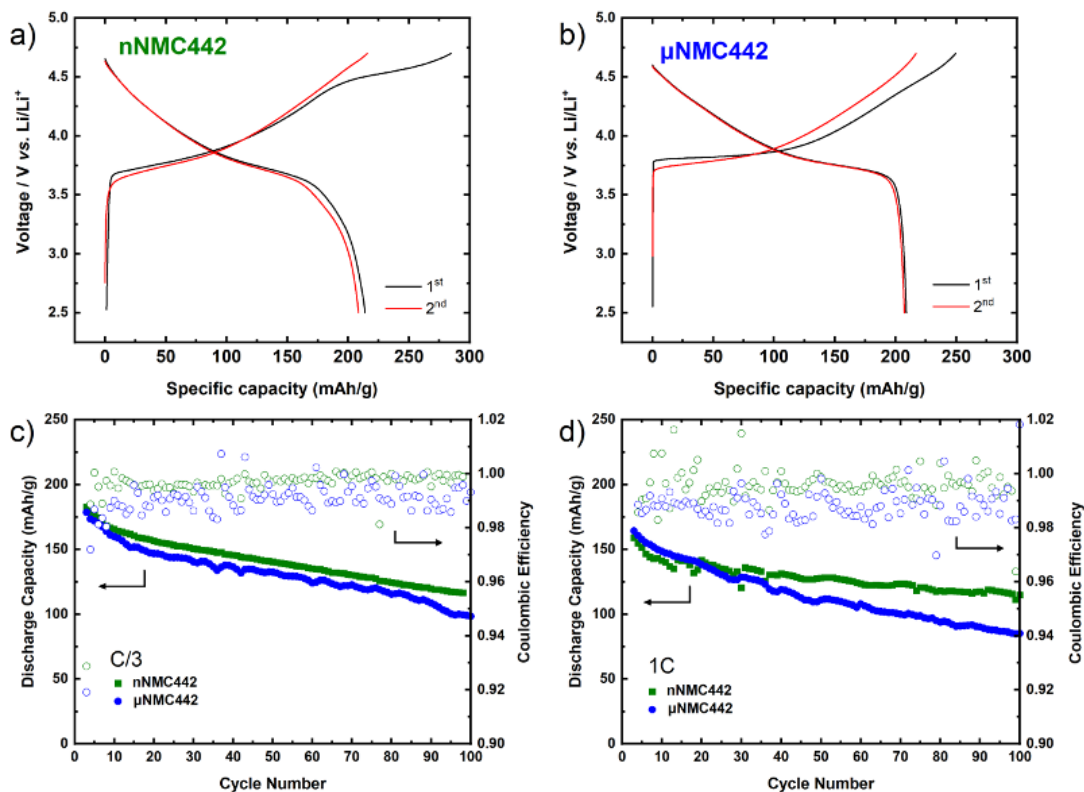 a)
nNMC442
5.0
4.5
4.0
3.5
3.0
2.5
Voltage / V vs. Li/Li⁺
1st
2nd
0
50
100
150
200
250
300
Specific capacity (mAh/g)
b)
μNMC442
5.0
4.5
4.0
3.5
3.0
2.5
Voltage / V vs. Li/Li⁺
1st
2nd
0
50
100
150
200
250
300
Specific capacity (mAh/g)
c)
250
200
150
100
50
0
Discharge Capacity (mAh/g)
1.02
1.00
0.98
0.96
0.94
0.92
0.90
Coulombic Efficiency
C/3
nNMC442
μNMC442
0
10
20
30
40
50
60
70
80
90
100
Cycle Number
d)
250
200
150
100
50
0
Discharge Capacity (mAh/g)
1.02
1.00
0.98
0.96
0.94
0.92
0.90
Coulombic Efficiency
1C
nNMC442
μNMC442
0
10
20
30
40
50
60
70
80
90
100
Cycle Number